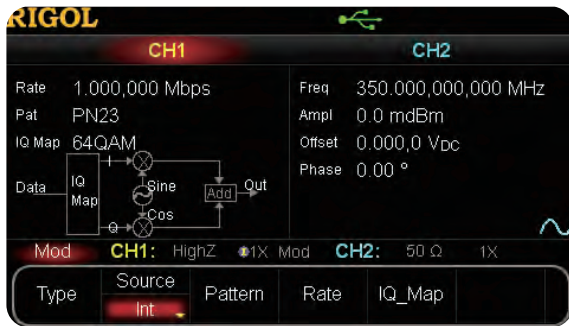 RIGOL
CH1
CH2
Rate 1.000,000 Mbps
Pat PN23
IQ Map 64QAM
Data
IQ Map
I
Q
Sine
Cos
Add
Out
Freq 350.000,000,000 MHz
Ampl 0.0 mdBm
Offset 0.000,0 VDC
Phase 0.00 °
Mod CH1: HighZ 1X Mod CH2: 50 Ω 1X
Type
Source
Int
Pattern
Rate
IQ_Map